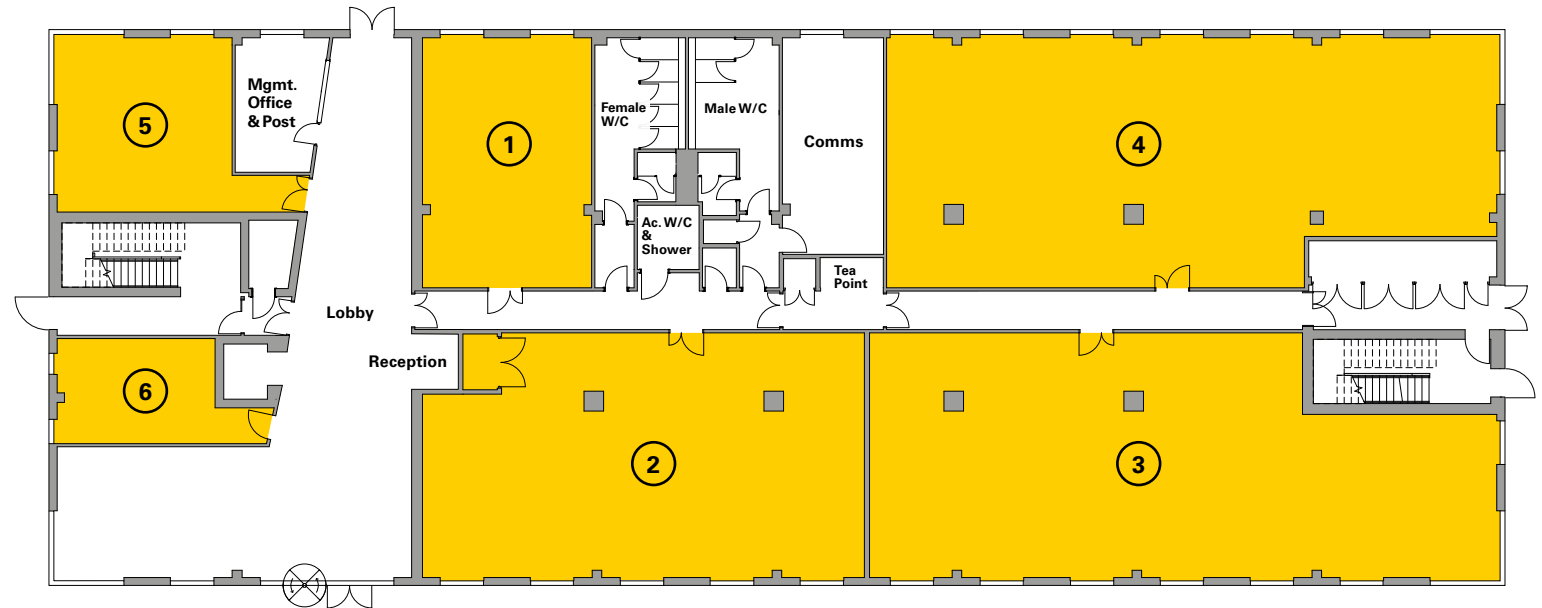 Mgmt.
Office
& Post
5
1
Female
W/C
Male W/C
Comms
4
Ac. W/C
&
Shower
Tea
Point
Lobby
Reception
6
2
3